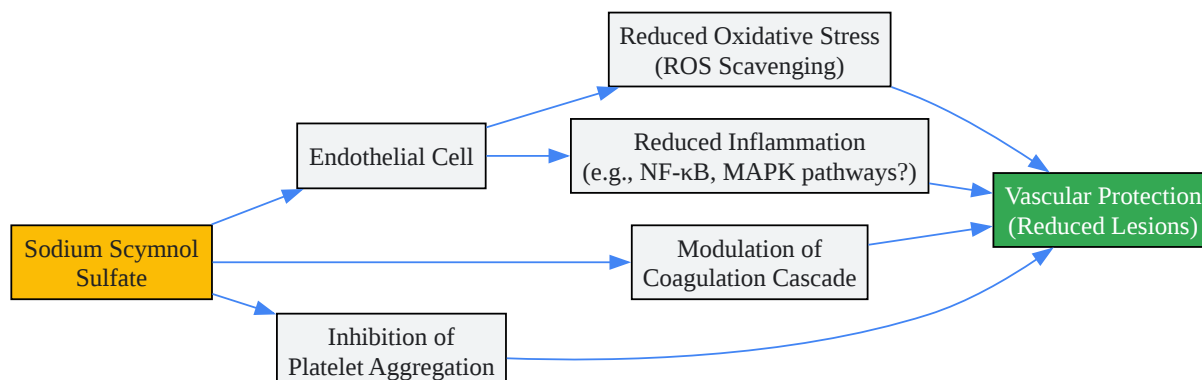 Reduced Oxidative Stress
(ROS Scavenging)
Endothelial Cell
Reduced Inflammation
(e.g., NF-κB, MAPK pathways?)
Vascular Protection
(Reduced Lesions)
Sodium Scymnol
Sulfate
Modulation of
Coagulation Cascade
Inhibition of
Platelet Aggregation